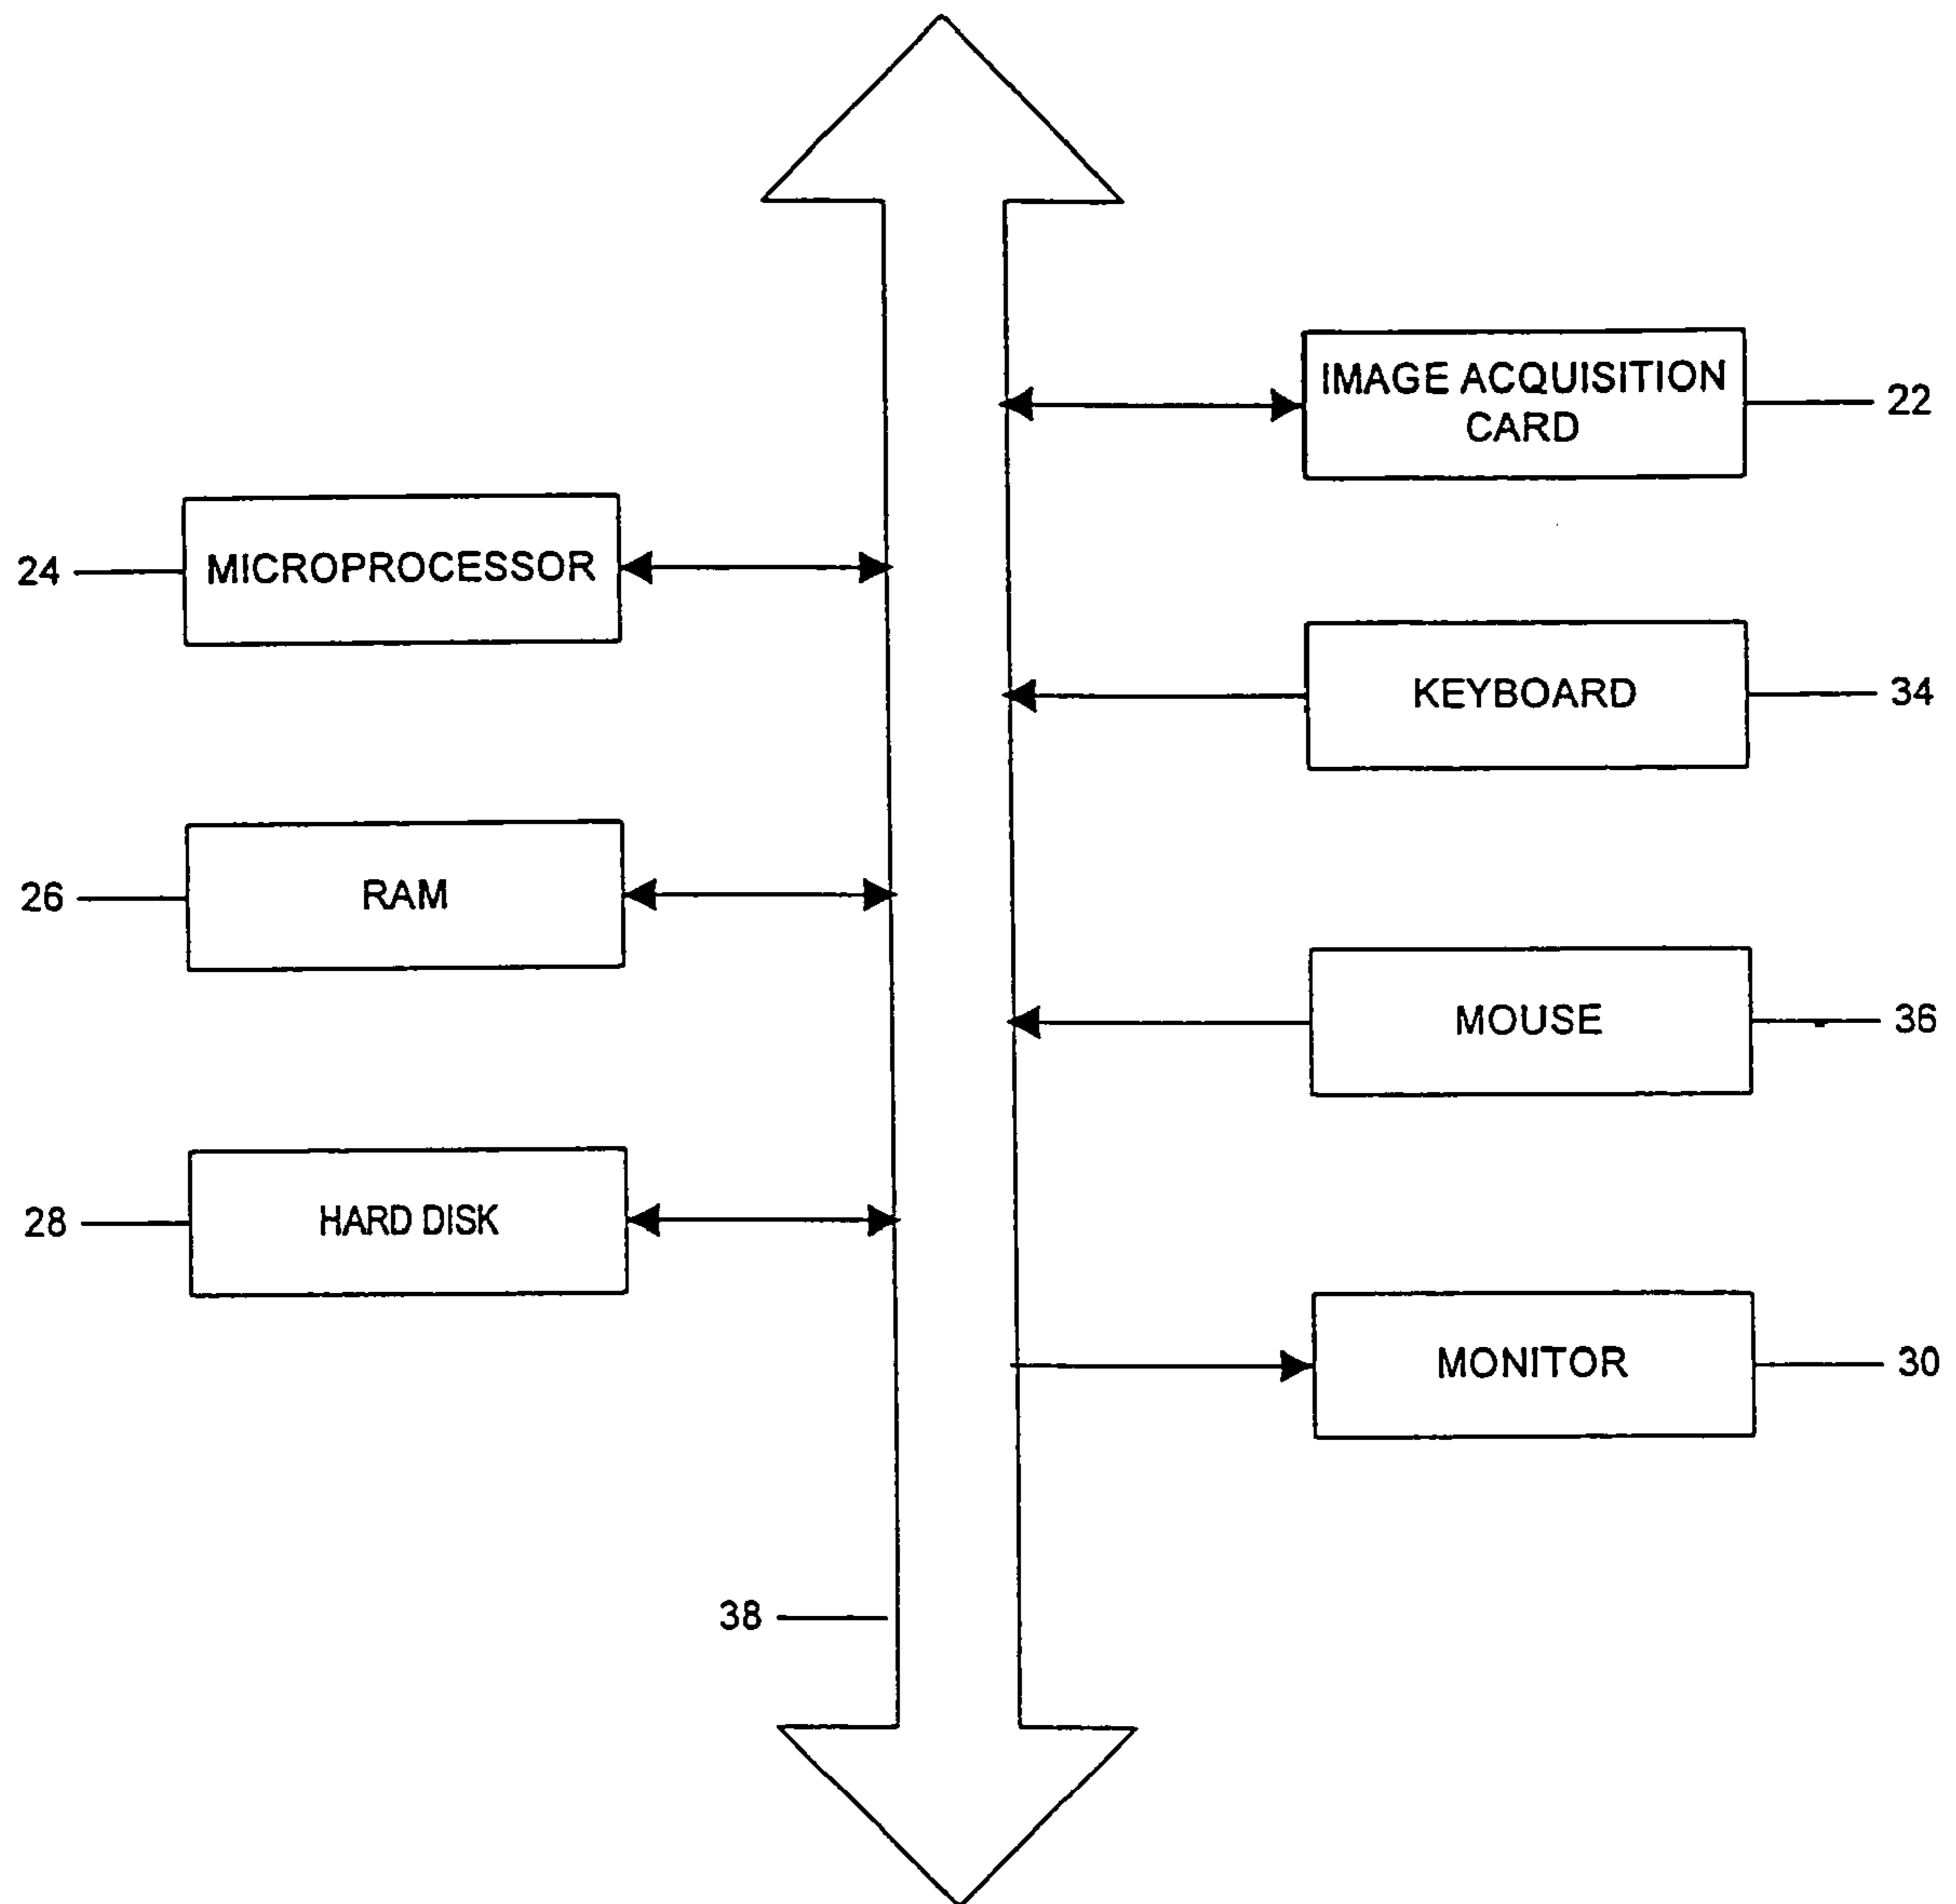 IMAGE ACQUISITION
CARD
22
24
MICROPROCESSOR
KEYBOARD
34
26
RAM
MOUSE
36
28
HARD DISK
MONITOR
30
38